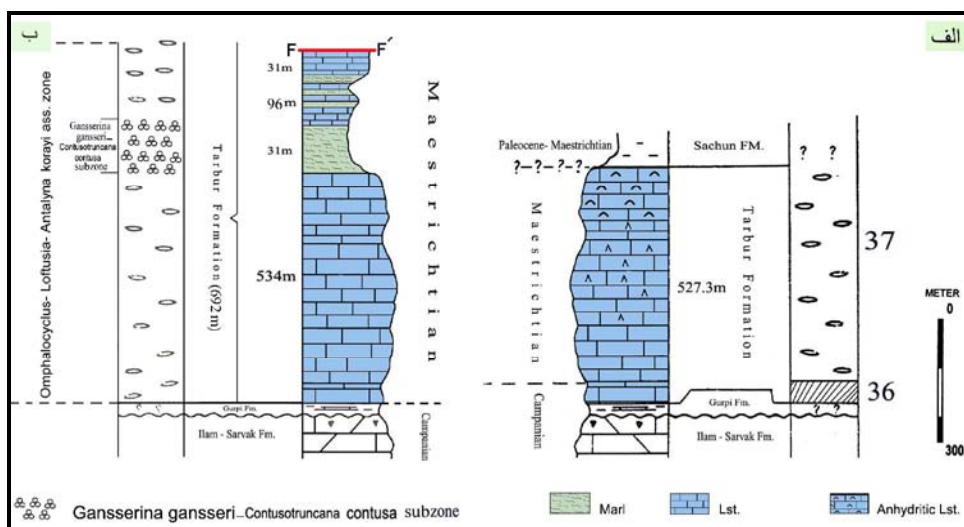 ب
الف
F F´
31m
96m
31m
534m
Gansserina
gansseri–
Contusotruncana
contusa
subzone
Omphalocyclus- Loftusia- Antalyna korayi ass. zone
Tarbur Formation (692 m)
Maestrichtian
Campanian
Gurpi Fm.
Ilam - Sarvak Fm.
Paleocene- Maestrichtian
? — ? — ? — ?
Sachun FM.
? ?
Maestrichtian
Campanian
527.3m
Tarbur Formation
37
36
Gurpi Fm.
? ?
Ilam - Sarvak Fm.
METER
0
300
Gansserina gansseri – Contusotruncana contusa subzone
Marl
Lst.
Anhydritic Lst.